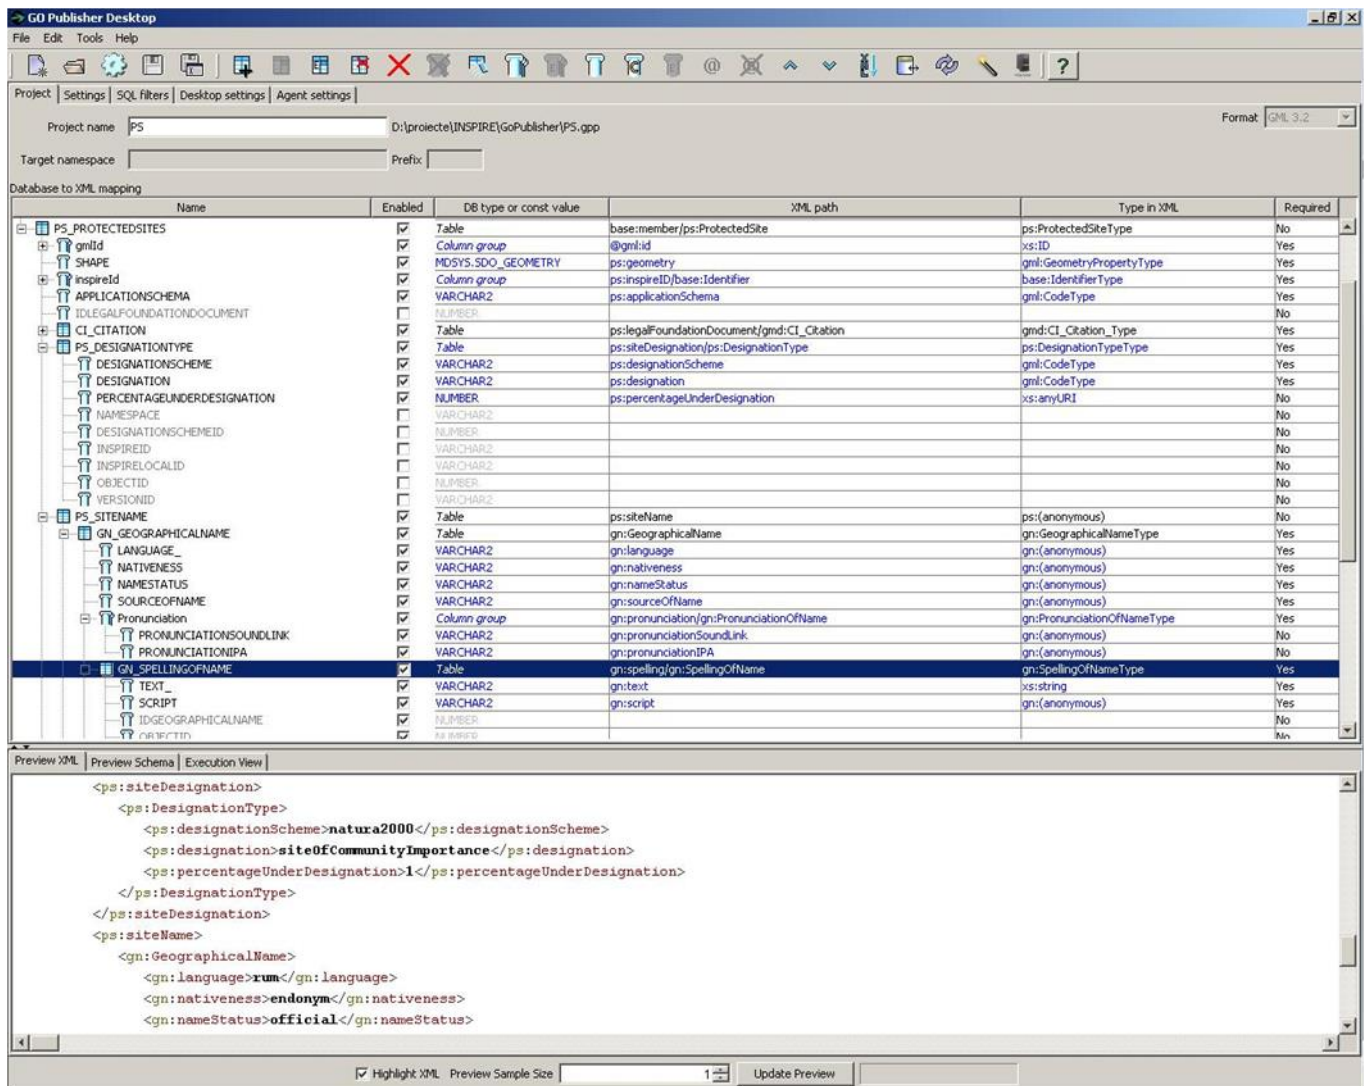 GO Publisher Desktop
File Edit Tools Help
Project Settings SQL filters Desktop settings Agent settings
Project name PS D:\proiecte\INSPIRE\GoPublisher\PS.gpp Format GML 3.2
Target namespace Prefix
Database to XML mapping
Name Enabled DB type or const value XML path Type in XML Required
PS_PROTECTEDSITES Table base:member/ps:ProtectedSite ps:ProtectedSiteType No
gmlId Column group @gml:id xs:ID Yes
SHAPE MDSYS.SDO_GEOMETRY ps:geometry gml:GeometryPropertyType Yes
inspireId Column group ps:inspireID/base:Identifier base:IdentifierType Yes
APPLICATIONSCHEMA VARCHAR2 ps:applicationSchema gml:CodeType Yes
IDLEGALFOUNDATIONDOCUMENT NUMBER No
CI_CITATION Table ps:legalFoundationDocument/gmd:CI_Citation gmd:CI_Citation_Type Yes
PS_DESIGNATIONTYPE Table ps:siteDesignation/ps:DesignationType ps:DesignationTypeType Yes
DESIGNATIONSCHEME VARCHAR2 ps:designationScheme gml:CodeType Yes
DESIGNATION VARCHAR2 ps:designation gml:CodeType Yes
PERCENTAGEUNDERDESIGNATION NUMBER ps:percentageUnderDesignation xs:anyURI No
NAMESPACE VARCHAR2 No
DESIGNATIONSCHEMEID NUMBER No
INSPIREID VARCHAR2 No
INSPIRELOCALID VARCHAR2 No
OBJECTID NUMBER No
VERSIONID VARCHAR2 No
PS_SITENAME Table ps:siteName ps:(anonymous) No
GN_GEOGRAPHICALNAME Table gn:GeographicalName gn:GeographicalNameType Yes
LANGUAGE_ VARCHAR2 gn:language gn:(anonymous) Yes
NATIVENESS VARCHAR2 gn:nativeness gn:(anonymous) Yes
NAMESTATUS VARCHAR2 gn:nameStatus gn:(anonymous) Yes
SOURCEOFNAME VARCHAR2 gn:sourceOfName gn:(anonymous) Yes
Pronunciation Column group gn:pronunciation/gn:PronunciationOfName gn:PronunciationOfNameType Yes
PRONUNCIATIONSOUNDLINK VARCHAR2 gn:pronunciationSoundLink gn:(anonymous) No
PRONUNCIATIONIPA VARCHAR2 gn:pronunciationIPA gn:(anonymous) No
GN_SPELLINGOFNAME Table gn:spelling/gn:SpellingOfName gn:SpellingOfNameType Yes
TEXT_ VARCHAR2 gn:text xs:string Yes
SCRIPT VARCHAR2 gn:script gn:(anonymous) Yes
IDGEOGRAPHICALNAME NUMBER No
OBJECTID NUMBER No
Preview XML Preview Schema Execution View
<ps:siteDesignation>
<ps:DesignationType>
<ps:designationScheme>natura2000</ps:designationScheme>
<ps:designation>siteOfCommunityImportance</ps:designation>
<ps:percentageUnderDesignation>1</ps:percentageUnderDesignation>
</ps:DesignationType>
</ps:siteDesignation>
<ps:siteName>
<gn:GeographicalName>
<gn:language>rum</gn:language>
<gn:nativeness>endonym</gn:nativeness>
<gn:nameStatus>official</gn:nameStatus>
Highlight XML Preview Sample Size 1 Update Preview